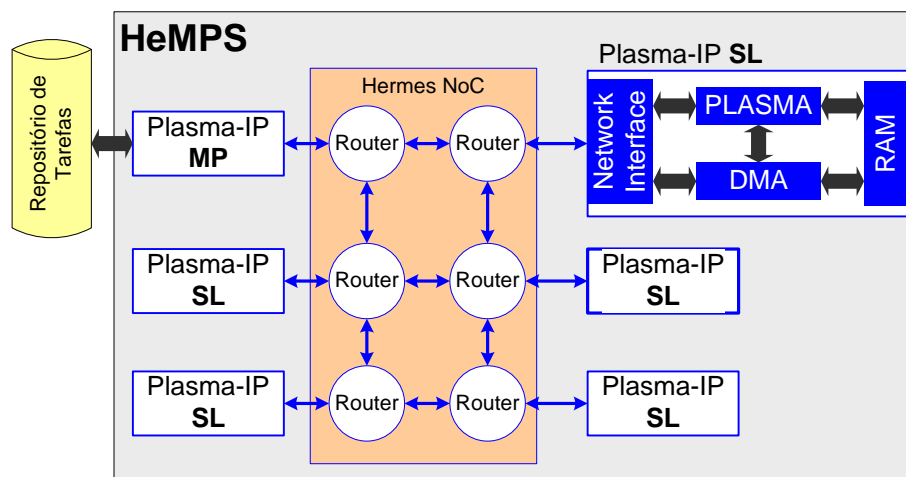 HeMPS
Repositório de
Tarefas
Hermes NoC
Plasma-IP SL
Plasma-IP
MP
Router
Router
Network
Interface
PLASMA
DMA
RAM
Plasma-IP
SL
Router
Router
Plasma-IP
SL
Plasma-IP
SL
Router
Router
Plasma-IP
SL